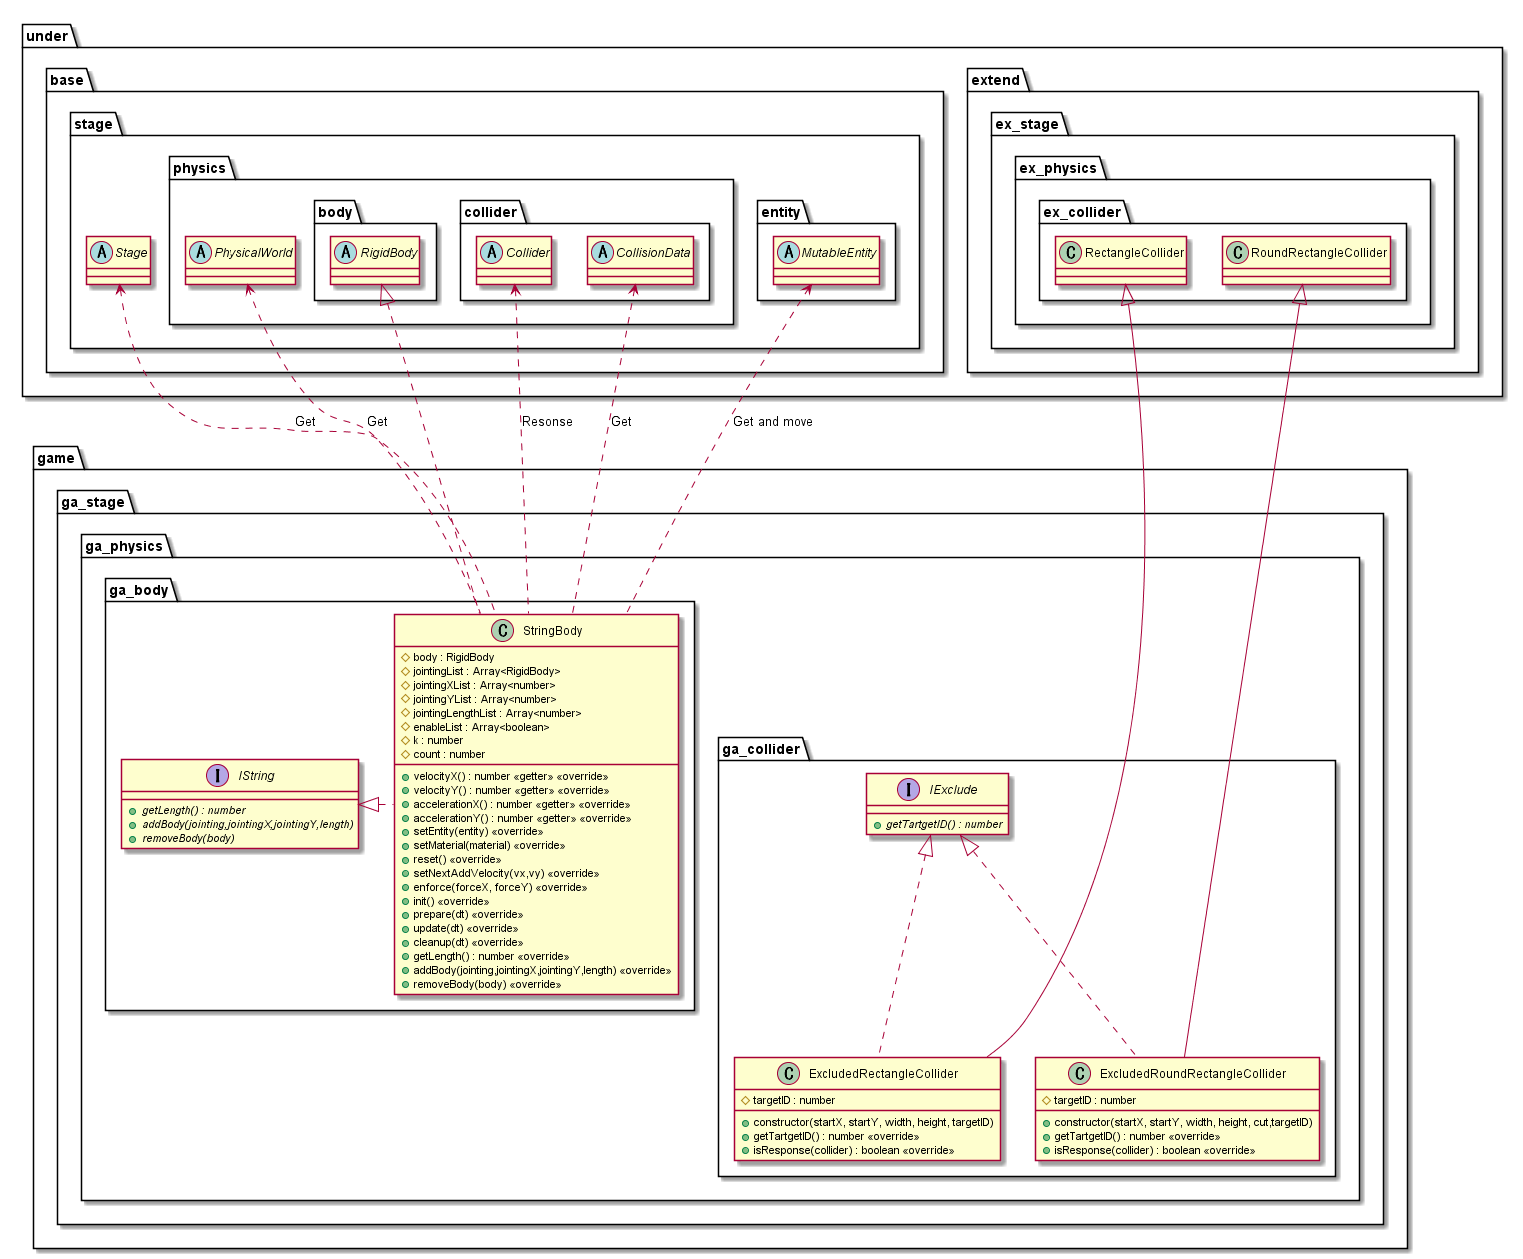 under
base
extend
stage
ex_stage
physics
ex_physics
body
collider
entity
ex_collider
Stage
PhysicalWorld
RigidBody
Collider
CollisionData
MutableEntity
RectangleCollider
RoundRectangleCollider
Get
Get
Resonse
Get
Get and move
game
ga_stage
ga_physics
ga_body
StringBody
body : RigidBody
jointingList : Array<RigidBody>
jointingXList : Array<number>
jointingYList : Array<number>
jointingLengthList : Array<number>
enableList : Array<boolean>
k : number
count : number
velocityX() : number «getter» «override»
velocityY() : number «getter» «override»
accelerationX() : number «getter» «override»
accelerationY() : number «getter» «override»
setEntity(entity) «override»
setMaterial(material) «override»
reset() «override»
setNextAddVelocity(vx,vy) «override»
enforce(forceX, forceY) «override»
init() «override»
prepare(dt) «override»
update(dt) «override»
cleanup(dt) «override»
getLength() : number «override»
addBody(jointing,jointingX,jointingY,length) «override»
removeBody(body) «override»
IString
getLength() : number
addBody(jointing,jointingX,jointingY,length)
removeBody(body)
ga_collider
IExclude
getTartgetID() : number
ExcludedRectangleCollider
targetID : number
constructor(startX, startY, width, height, targetID)
getTartgetID() : number «override»
isResponse(collider) : boolean «override»
ExcludedRoundRectangleCollider
targetID : number
constructor(startX, startY, width, height, cut,targetID)
getTartgetID() : number «override»
isResponse(collider) : boolean «override»